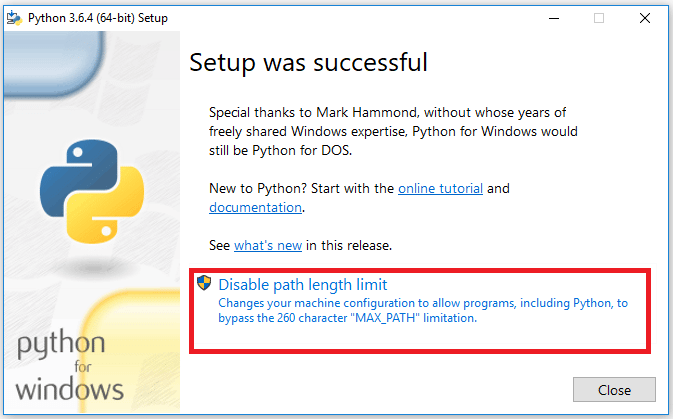 Python 3.6.4 (64-bit) Setup
Setup was successful
Special thanks to Mark Hammond, without whose years of
freely shared Windows expertise, Python for Windows would
still be Python for DOS.
New to Python? Start with the online tutorial and
documentation.
See what's new in this release.
Disable path length limit
Changes your machine configuration to allow programs, including Python, to
bypass the 260 character "MAX_PATH" limitation.
python
for
windows
Close